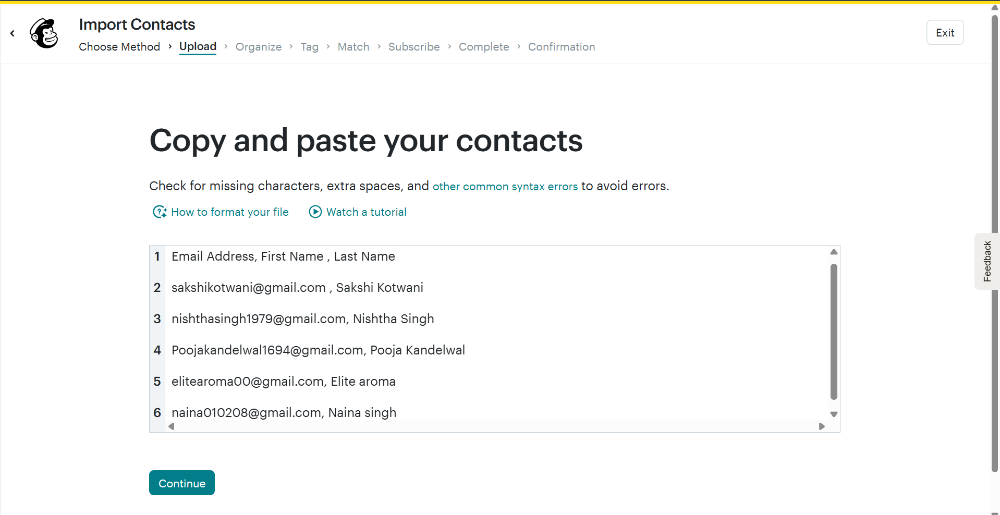 Import Contacts
Exit
Choose Method › Upload › Organize › Tag › Match › Subscribe › Complete › Confirmation
Copy and paste your contacts
Check for missing characters, extra spaces, and other common syntax errors to avoid errors.
How to format your file Watch a tutorial
1 Email Address, First Name , Last Name
2 sakshikotwani@gmail.com , Sakshi Kotwani
3 nishthasingh1979@gmail.com, Nishtha Singh
4 Poojakandelwal1694@gmail.com, Pooja Kandelwal
5 elitearoma00@gmail.com, Elite aroma
6 naina010208@gmail.com, Naina singh
Feedback
Continue